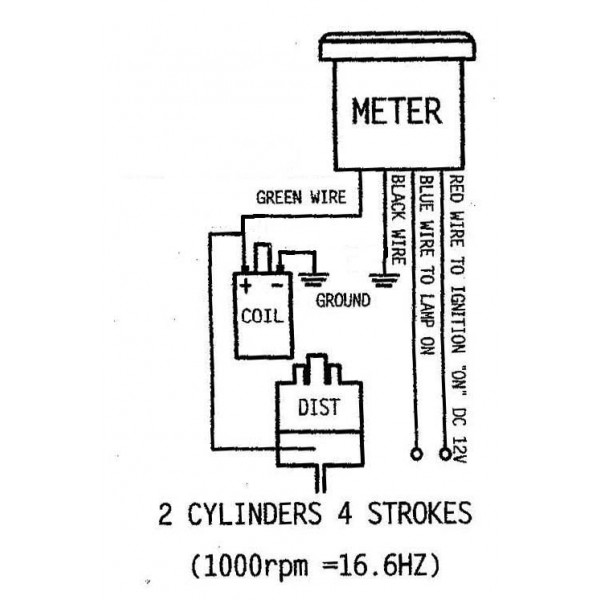 METER
GREEN WIRE
BLACK WIRE
BLUE WIRE TO LAMP ON
RED WIRE TO IGNITION "ON" DC 12V
+ -
COIL
GROUND
DIST
2 CYLINDERS 4 STROKES
(1000rpm =16.6HZ)